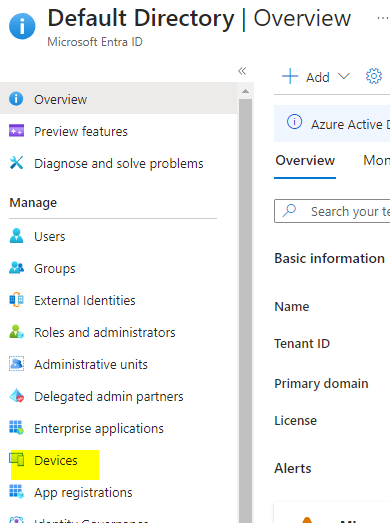 Default Directory | Overview ...
Microsoft Entra ID
«
Overview
Preview features
Diagnose and solve problems
Manage
Users
Groups
External Identities
Roles and administrators
Administrative units
Delegated admin partners
Enterprise applications
Devices
App registrations
Identity Governance
Add
Azure Active D
Overview
Mon
Search your te
Basic information
Name
Tenant ID
Primary domain
License
Alerts